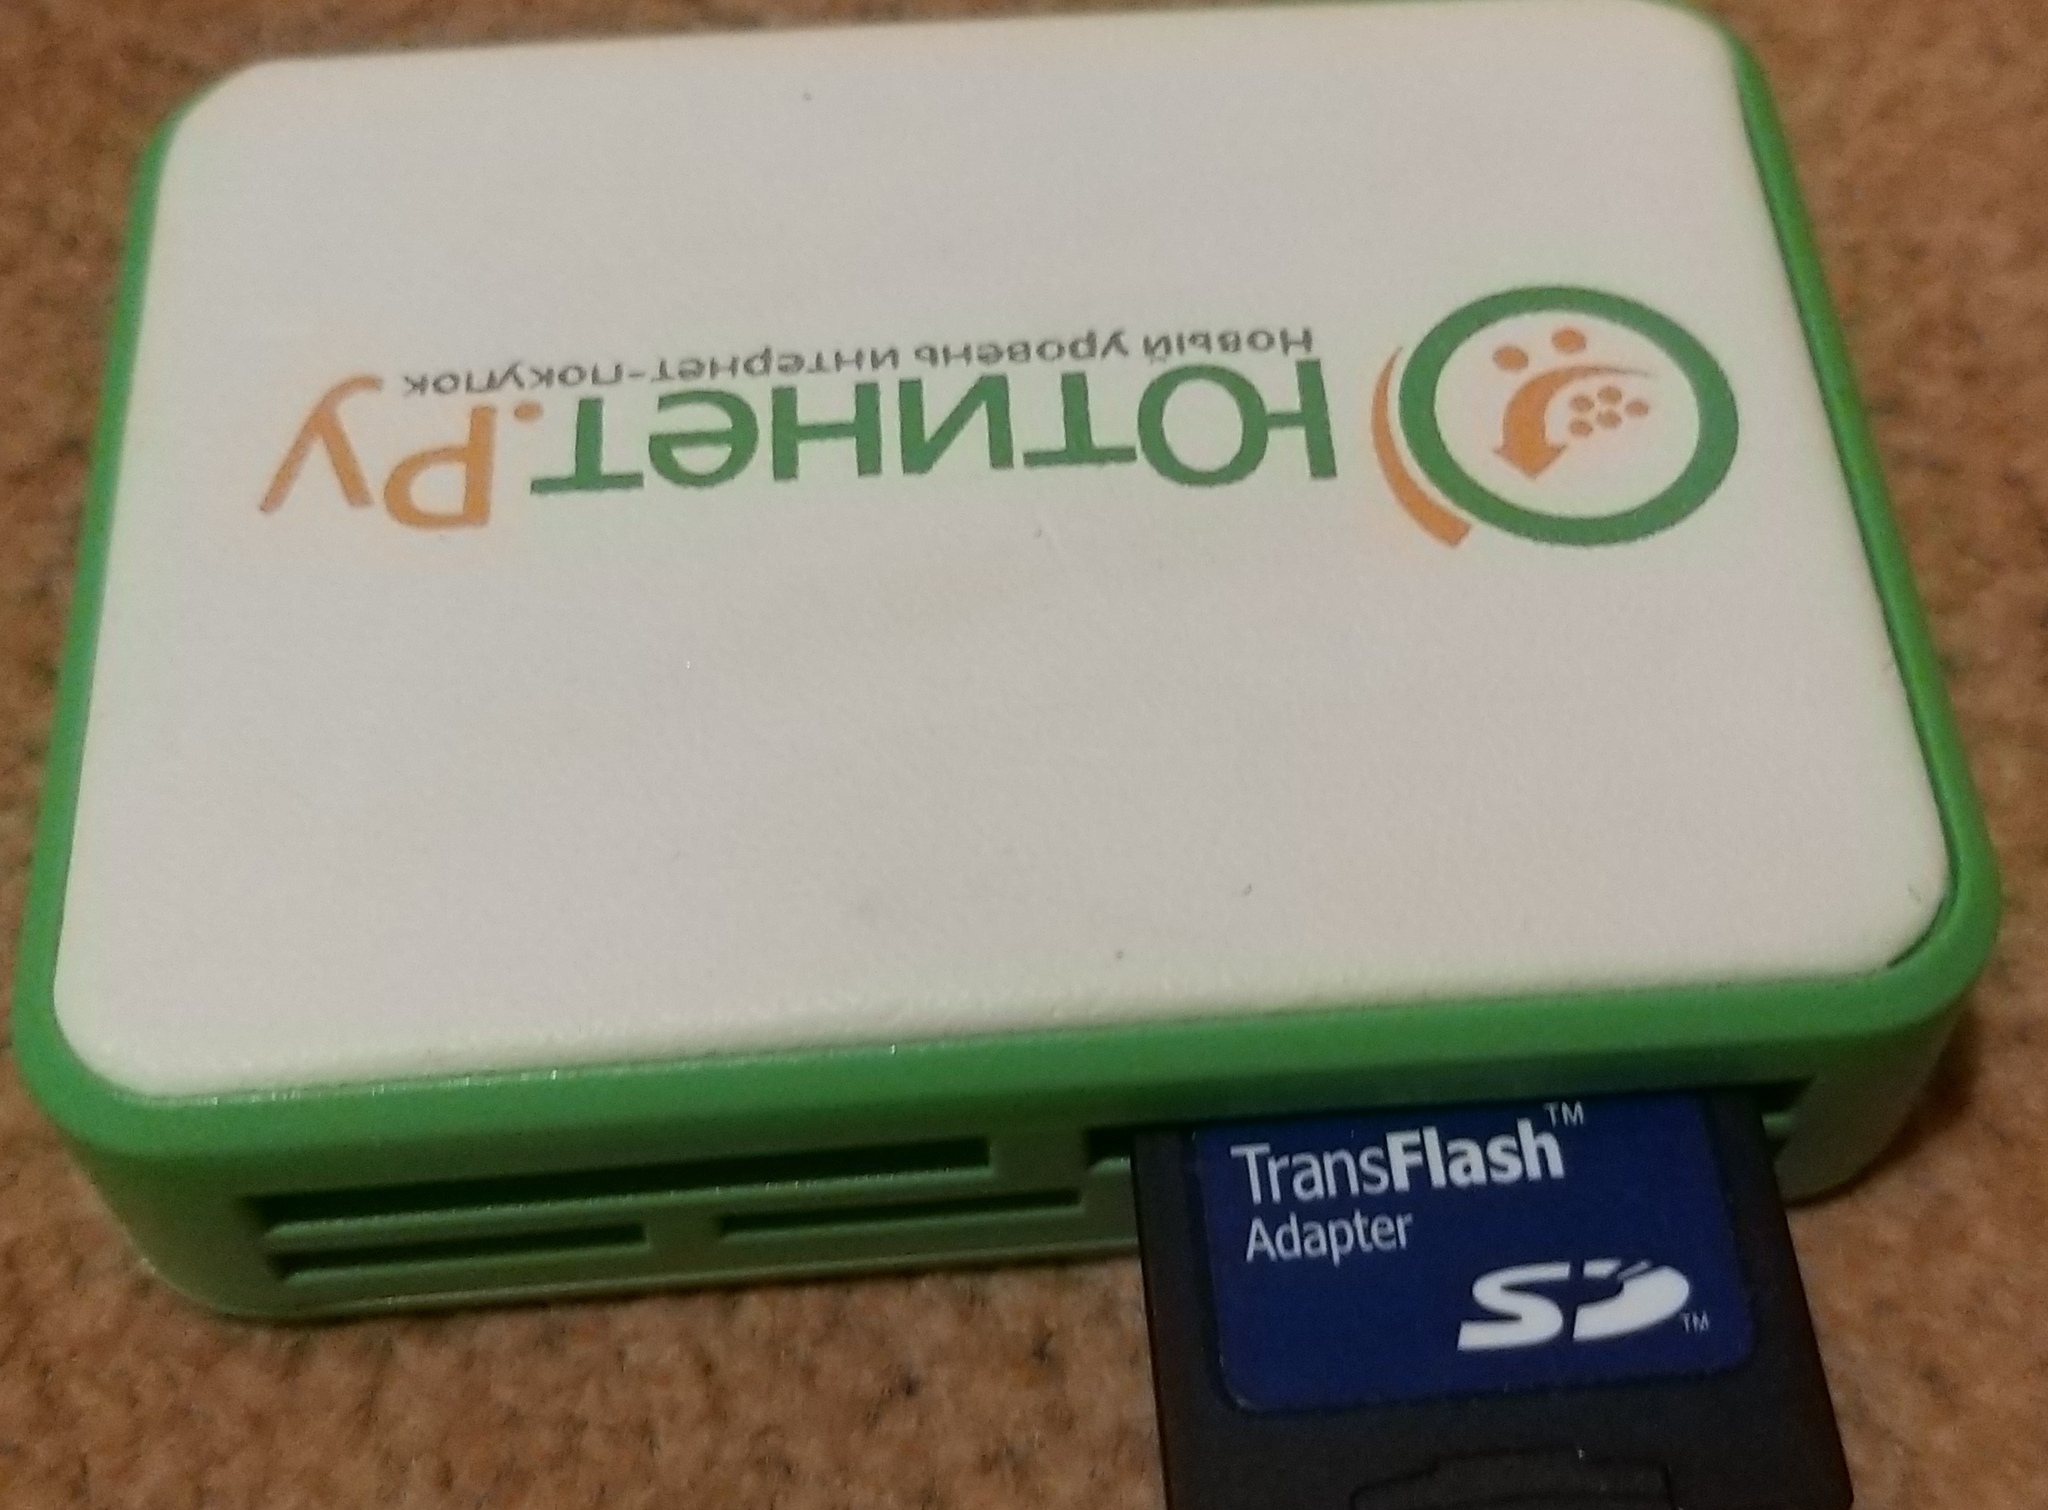 Ютинет.Ру
Новый уровень интернет-покупок
TransFlash™
Adapter
SD™